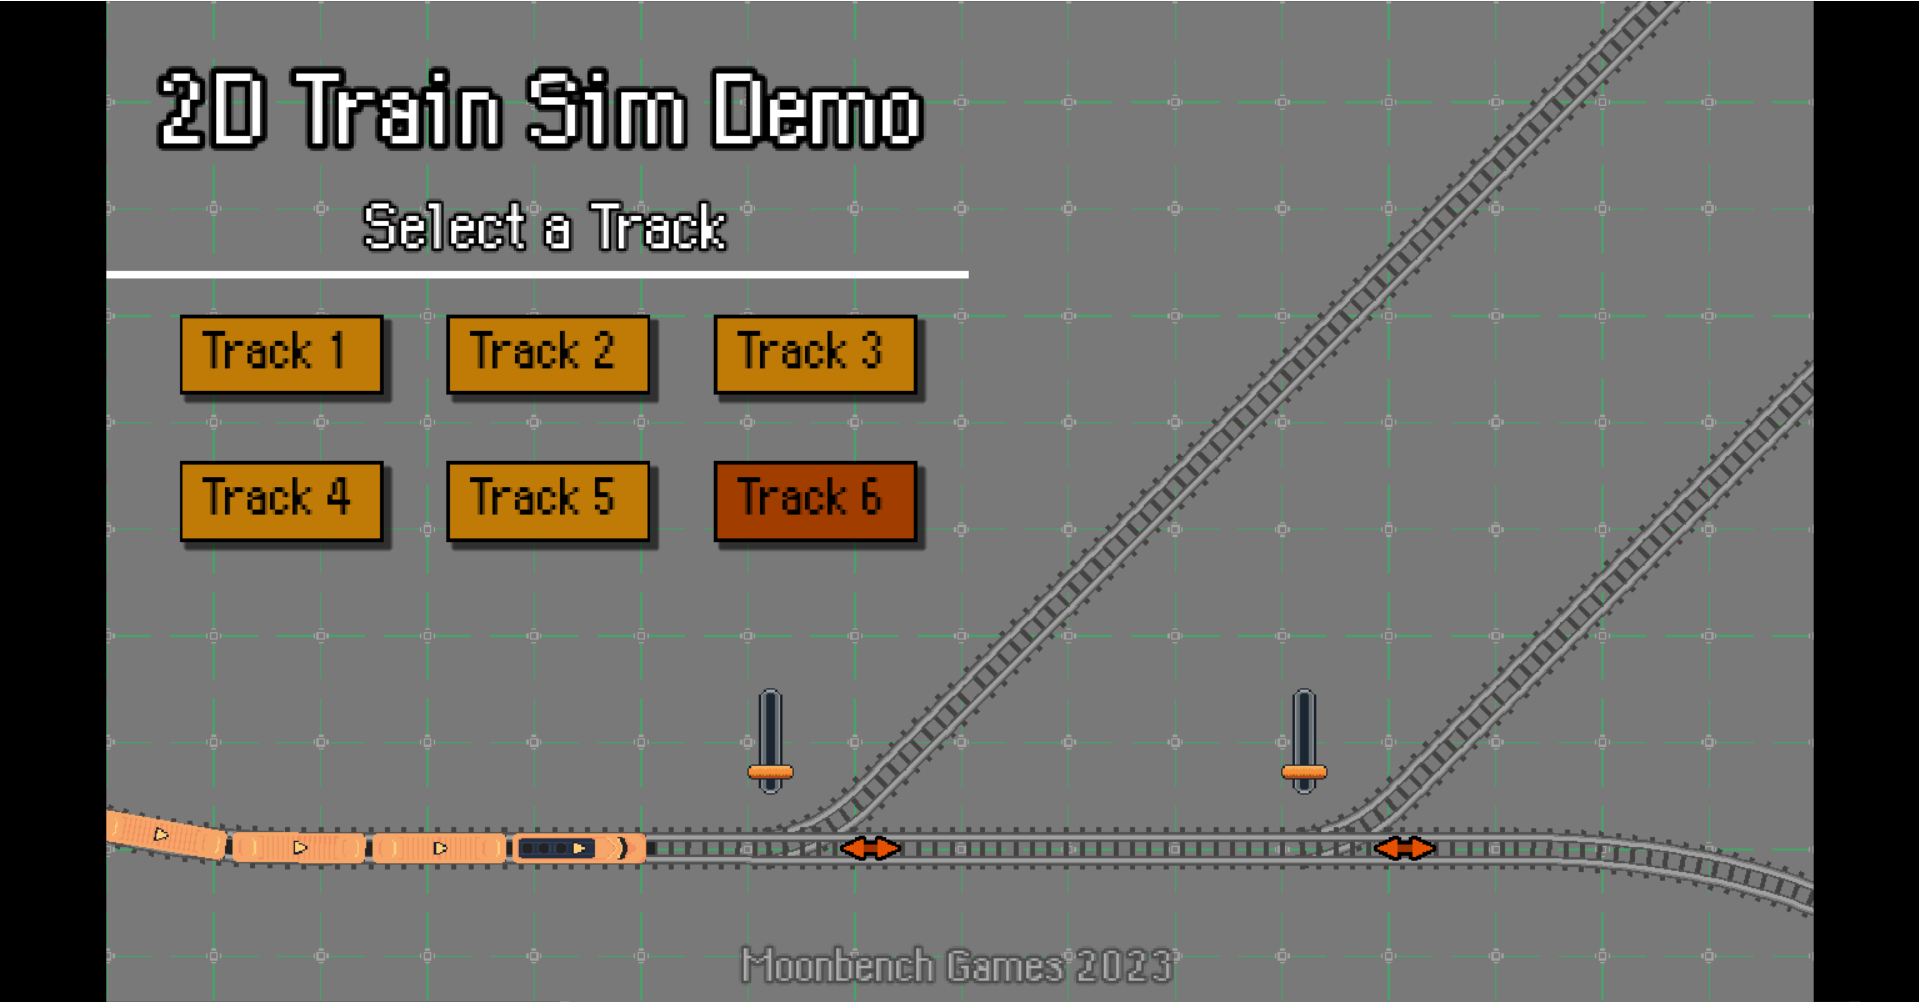 2D Train Sim Demo
Select a Track
Track 1
Track 2
Track 3
Track 4
Track 5
Track 6
Moonbench Games 2023